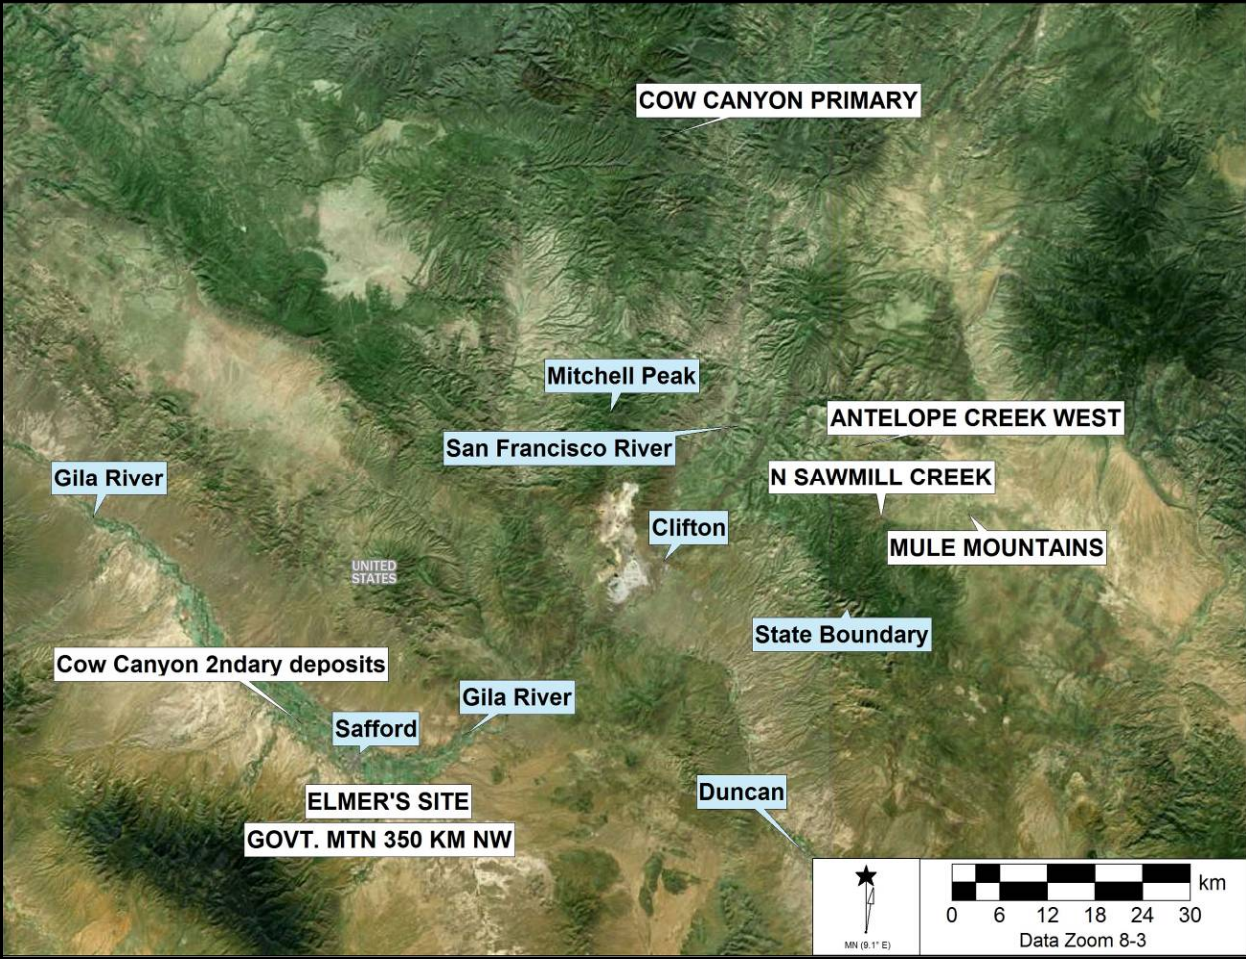 COW CANYON PRIMARY
Mitchell Peak
ANTELOPE CREEK WEST
San Francisco River
Gila River
N SAWMILL CREEK
Clifton
MULE MOUNTAINS
UNITED
STATES
State Boundary
Cow Canyon 2ndary deposits
Gila River
Safford
Duncan
ELMER'S SITE
GOVT. MTN 350 KM NW
km
0 6 12 18 24 30
MN (9.1° E)
Data Zoom 8-3